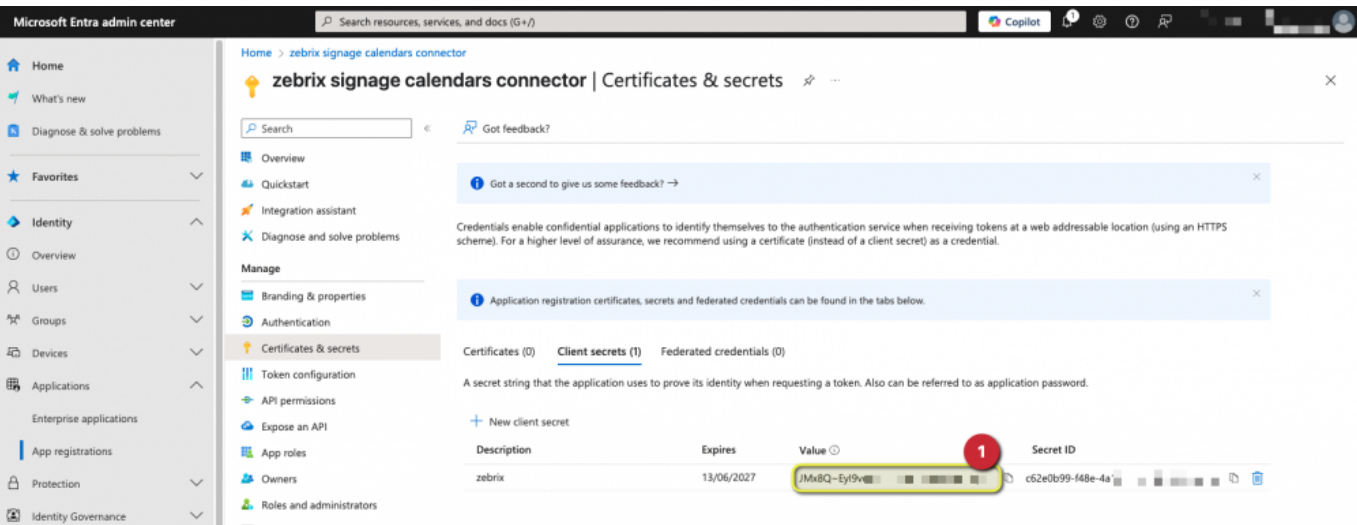 Microsoft Entra admin center
Search resources, services, and docs (G+/)
Copilot
1
Home
What's new
Diagnose & solve problems
Favorites
Identity
Overview
Users
Groups
Devices
Applications
Enterprise applications
App registrations
Protection
Identity Governance
Home > zebrix signage calendars connector
zebrix signage calendars connector | Certificates & secrets
Search
Overview
Quickstart
Integration assistant
Diagnose and solve problems
Manage
Branding & properties
Authentication
Certificates & secrets
Token configuration
API permissions
Expose an API
App roles
Owners
Roles and administrators
Got feedback?
Got a second to give us some feedback? →
Credentials enable confidential applications to identify themselves to the authentication service when receiving tokens at a web addressable location (using an HTTPS
scheme). For a higher level of assurance, we recommend using a certificate (instead of a client secret) as a credential.
Application registration certificates, secrets and federated credentials can be found in the tabs below.
Certificates (0) Client secrets (1) Federated credentials (0)
A secret string that the application uses to prove its identity when requesting a token. Also can be referred to as application password.
New client secret
Description Expires Value 1 Secret ID
zebrix 13/06/2027 JMx8Q~EyI9v c62e0b99-f48e-4a